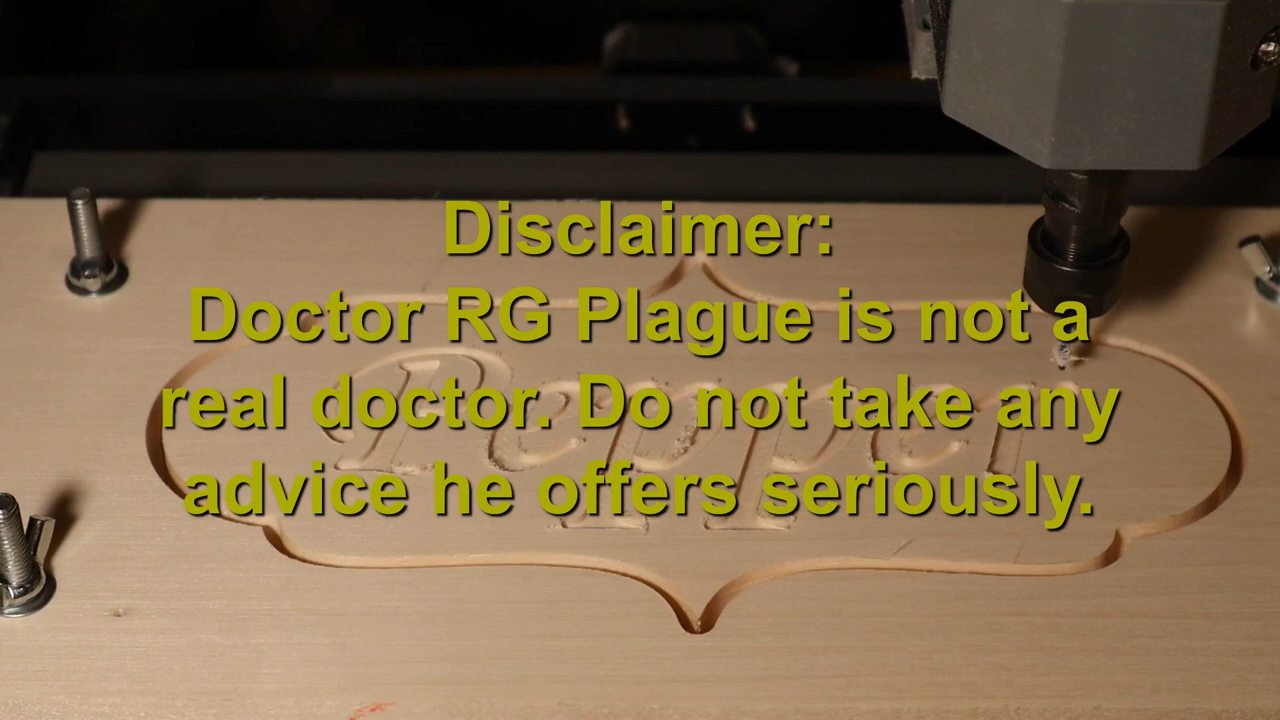 Disclaimer:
Doctor RG Plague is not a
real doctor. Do not take any
advice he offers seriously.
Pepper